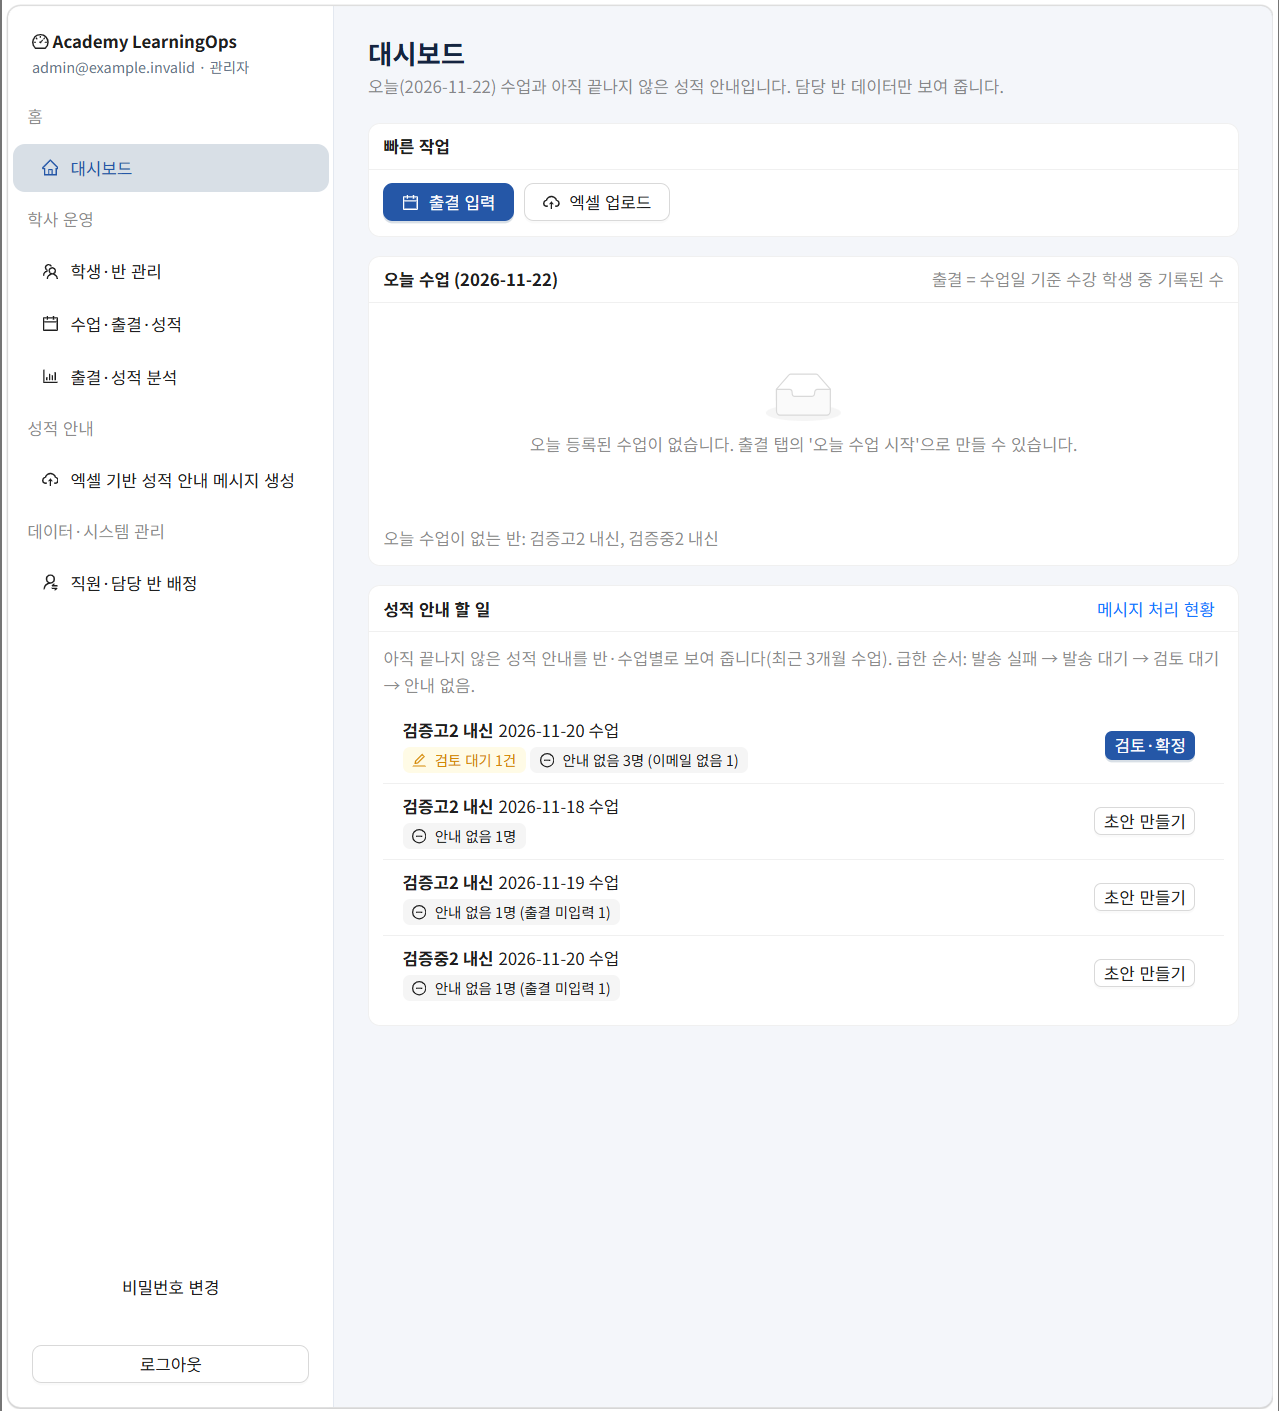 Academy LearningOps
admin@example.invalid · 관리자
홈
대시보드
학사 운영
학생·반 관리
수업·출결·성적
출결·성적 분석
성적 안내
엑셀 기반 성적 안내 메시지 생성
데이터·시스템 관리
직원·담당 반 배정
비밀번호 변경
로그아웃
대시보드
오늘(2026-11-22) 수업과 아직 끝나지 않은 성적 안내입니다. 담당 반 데이터만 보여 줍니다.
빠른 작업
출결 입력
엑셀 업로드
오늘 수업 (2026-11-22)
출결 = 수업일 기준 수강 학생 중 기록된 수
오늘 등록된 수업이 없습니다. 출결 탭의 '오늘 수업 시작'으로 만들 수 있습니다.
오늘 수업이 없는 반: 검증고2 내신, 검증중2 내신
성적 안내 할 일
메시지 처리 현황
아직 끝나지 않은 성적 안내를 반·수업별로 보여 줍니다(최근 3개월 수업). 급한 순서: 발송 실패 → 발송 대기 → 검토 대기
→ 안내 없음.
검증고2 내신 2026-11-20 수업
검토 대기 1건
안내 없음 3명 (이메일 없음 1)
검토·확정
검증고2 내신 2026-11-18 수업
안내 없음 1명
초안 만들기
검증고2 내신 2026-11-19 수업
안내 없음 1명 (출결 미입력 1)
초안 만들기
검증중2 내신 2026-11-20 수업
안내 없음 1명 (출결 미입력 1)
초안 만들기